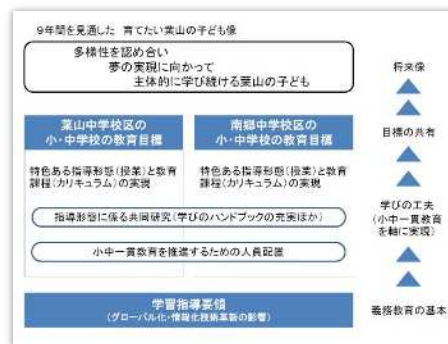 9年間を見通した 育てたい葉山の子ども像
多様性を認め合い
夢の実現に向かって
主体的に学び続ける葉山の子ども
葉山中学校区の
小・中学校の教育目標
特色ある指導形態(授業)と教育
課程(カリキュラム)の実現
南郷中学校区の
小・中学校の教育目標
特色ある指導形態(授業)と教育
課程(カリキュラム)の実現
指導形態に係る共同研究(学びのハンドブックの充実ほか)
小中一貫教育を推進するための人員配置
学習指導要領
(グローバル化・情報化技術革新の影響)
将来像
目標の共有
学びの工夫
(小中一貫教育
を軸に実現)
義務教育の基本